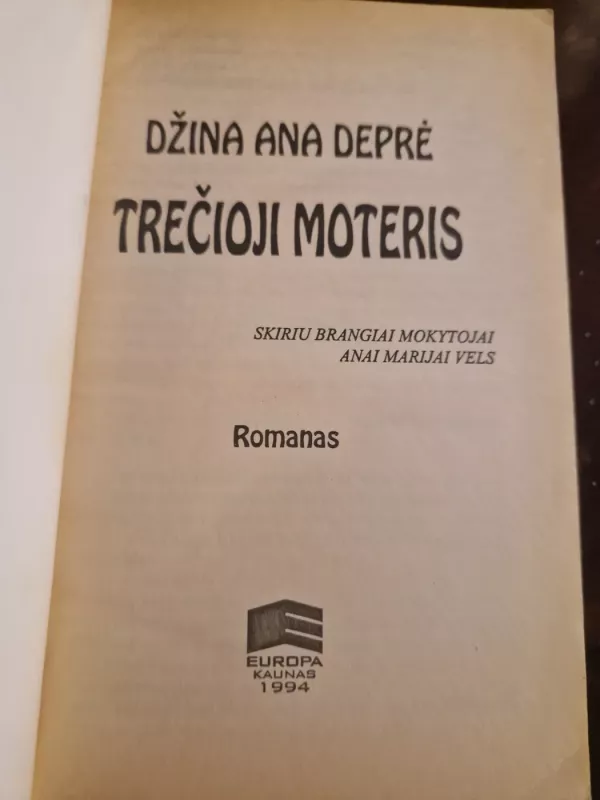 DŽINA ANA DEPRĖ
TREČIOJI MOTERIS
SKIRIU BRANGIAI MOKYTOJAI
ANAI MARIJAI VELS
Romanas
EUROPA
KAUNAS
1994